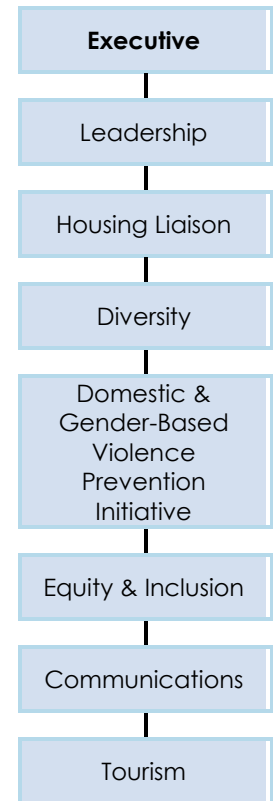 Executive
Leadership
Housing Liaison
Diversity
Domestic &
Gender-Based
Violence
Prevention
Initiative
Equity & Inclusion
Communications
Tourism